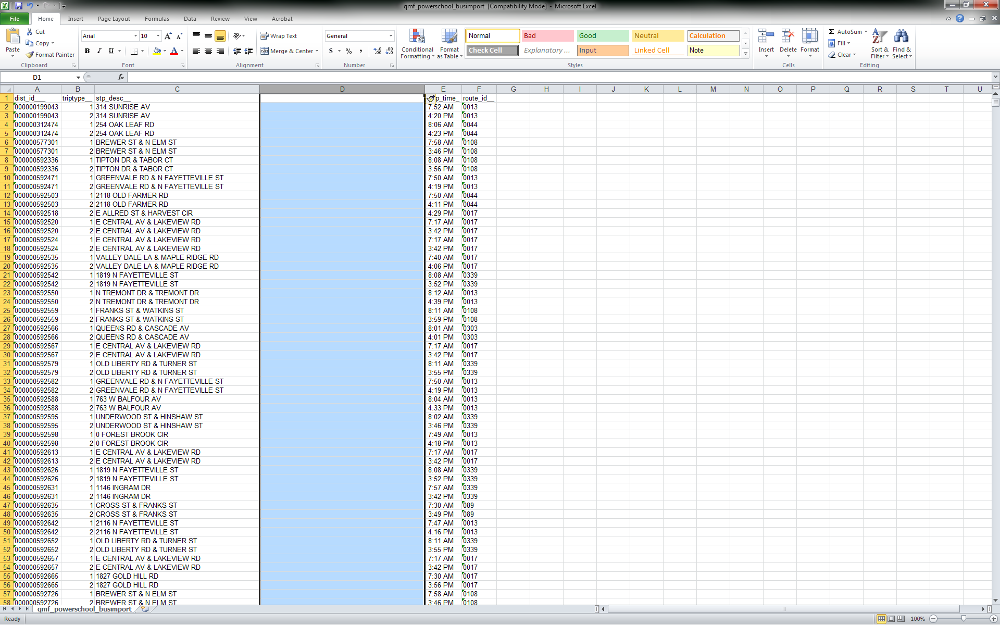 qmf_powerschool_busimport [Compatibility Mode] - Microsoft Excel
File Home Insert Page Layout Formulas Data Review View Acrobat
Paste Cut Copy Format Painter Clipboard
Arial 10 B I U Font
Wrap Text Merge & Center Alignment
General $ % , Number
Conditional Formatting Format as Table
Normal Bad Good Neutral Calculation
Check Cell Explanatory ... Input Linked Cell Note
Styles
Insert Delete Format Cells
AutoSum Fill Clear Sort & Filter Find & Select Editing
D1 fx
A B C D E F G H I J K L M N O P Q R S T U
1 dist_id___ triptype__ stp_desc__ p_time_ route_id__
2 000000199043 1 314 SUNRISE AV 7:52 AM 0013
3 000000199043 2 314 SUNRISE AV 4:20 PM 0013
4 000000312474 1 254 OAK LEAF RD 8:06 AM 0044
5 000000312474 2 254 OAK LEAF RD 4:23 PM 0044
6 000000577301 1 BREWER ST & N ELM ST 7:58 AM 0108
7 000000577301 2 BREWER ST & N ELM ST 3:46 PM 0108
8 000000592336 1 TIPTON DR & TABOR CT 8:08 AM 0108
9 000000592336 2 TIPTON DR & TABOR CT 3:56 PM 0108
10 000000592471 1 GREENVALE RD & N FAYETTEVILLE ST 7:50 AM 0013
11 000000592471 2 GREENVALE RD & N FAYETTEVILLE ST 4:19 PM 0013
12 000000592503 1 2118 OLD FARMER RD 7:50 AM 0044
13 000000592503 2 2118 OLD FARMER RD 4:11 PM 0044
14 000000592518 2 E ALLRED ST & HARVEST CIR 4:29 PM 0017
15 000000592520 1 E CENTRAL AV & LAKEVIEW RD 7:17 AM 0017
16 000000592520 2 E CENTRAL AV & LAKEVIEW RD 3:42 PM 0017
17 000000592524 1 E CENTRAL AV & LAKEVIEW RD 7:17 AM 0017
18 000000592524 2 E CENTRAL AV & LAKEVIEW RD 3:42 PM 0017
19 000000592535 1 VALLEY DALE LA & MAPLE RIDGE RD 7:40 AM 0017
20 000000592535 2 VALLEY DALE LA & MAPLE RIDGE RD 4:06 PM 0017
21 000000592542 1 1819 N FAYETTEVILLE ST 8:08 AM 0339
22 000000592542 2 1819 N FAYETTEVILLE ST 3:52 PM 0339
23 000000592550 1 N TREMONT DR & TREMONT DR 8:12 AM 0013
24 000000592550 2 N TREMONT DR & TREMONT DR 4:39 PM 0013
25 000000592559 1 FRANKS ST & WATKINS ST 8:11 AM 0108
26 000000592559 2 FRANKS ST & WATKINS ST 3:59 PM 0108
27 000000592566 1 QUEENS RD & CASCADE AV 8:01 AM 0303
28 000000592566 2 QUEENS RD & CASCADE AV 4:01 PM 0303
29 000000592567 1 E CENTRAL AV & LAKEVIEW RD 7:17 AM 0017
30 000000592567 2 E CENTRAL AV & LAKEVIEW RD 3:42 PM 0017
31 000000592579 1 OLD LIBERTY RD & TURNER ST 8:11 AM 0339
32 000000592579 2 OLD LIBERTY RD & TURNER ST 3:55 PM 0339
33 000000592582 1 GREENVALE RD & N FAYETTEVILLE ST 7:50 AM 0013
34 000000592582 2 GREENVALE RD & N FAYETTEVILLE ST 4:19 PM 0013
35 000000592588 1 763 W BALFOUR AV 8:04 AM 0013
36 000000592588 2 763 W BALFOUR AV 4:33 PM 0013
37 000000592595 1 UNDERWOOD ST & HINSHAW ST 8:02 AM 0339
38 000000592595 2 UNDERWOOD ST & HINSHAW ST 3:46 PM 0339
39 000000592598 1 0 FOREST BROOK CIR 7:49 AM 0013
40 000000592598 2 0 FOREST BROOK CIR 4:18 PM 0013
41 000000592613 1 E CENTRAL AV & LAKEVIEW RD 7:17 AM 0017
42 000000592613 2 E CENTRAL AV & LAKEVIEW RD 3:42 PM 0017
43 000000592626 1 1819 N FAYETTEVILLE ST 8:08 AM 0339
44 000000592626 2 1819 N FAYETTEVILLE ST 3:52 PM 0339
45 000000592631 1 1146 INGRAM DR 7:57 AM 0339
46 000000592631 2 1146 INGRAM DR 3:42 PM 0339
47 000000592635 1 CROSS ST & FRANKS ST 7:30 AM 089
48 000000592635 2 CROSS ST & FRANKS ST 3:49 PM 089
49 000000592642 1 2116 N FAYETTEVILLE ST 7:47 AM 0013
50 000000592642 2 2116 N FAYETTEVILLE ST 4:16 PM 0013
51 000000592652 1 OLD LIBERTY RD & TURNER ST 8:11 AM 0339
52 000000592652 2 OLD LIBERTY RD & TURNER ST 3:55 PM 0339
53 000000592657 1 E CENTRAL AV & LAKEVIEW RD 7:17 AM 0017
54 000000592657 2 E CENTRAL AV & LAKEVIEW RD 3:42 PM 0017
55 000000592665 1 1827 GOLD HILL RD 7:30 AM 0017
56 000000592665 2 1827 GOLD HILL RD 3:56 PM 0017
57 000000592726 1 BREWER ST & N ELM ST 7:58 AM 0108
58 000000592726 2 BREWER ST & N ELM ST 3:46 PM 0108
qmf_powerschool_busimport
Ready 100%